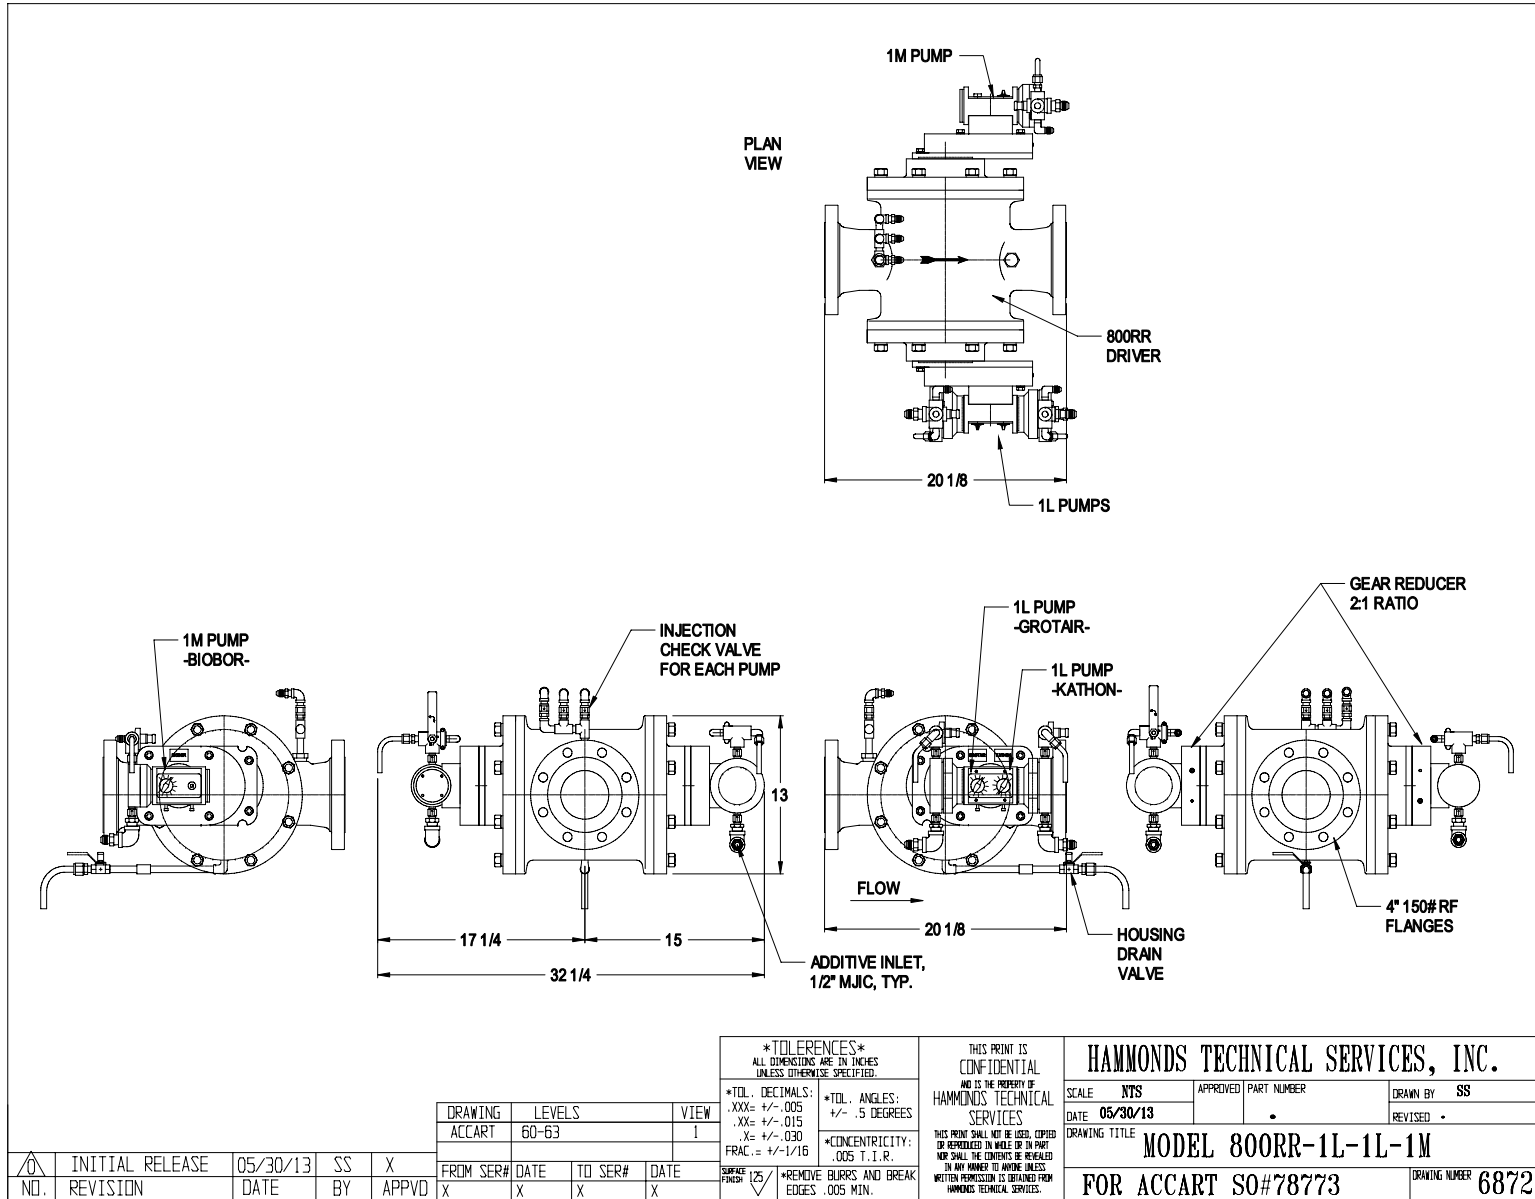 1M PUMP
PLAN
VIEW
800RR
DRIVER
20 1/8
1L PUMPS
GEAR REDUCER
2:1 RATIO
1L PUMP
-GROTAIR-
1M PUMP
-BIOBOR-
INJECTION
CHECK VALVE
FOR EACH PUMP
1L PUMP
-KATHON-
13
FLOW
4" 150# RF
FLANGES
17 1/4
15
20 1/8
HOUSING
DRAIN
VALVE
32 1/4
ADDITIVE INLET,
1/2" MJIC, TYP.
*TOLERENCES*
ALL DIMENSIONS ARE IN INCHES
UNLESS OTHERWISE SPECIFIED.
*TOL. DECIMALS:
.XXX= +/-.005
.XX= +/-.015
.X= +/-.030
FRAC.= +/-1/16
*TOL. ANGLES:
+/- .5 DEGREES
*CONCENTRICITY:
.005 T.I.R.
SURFACE
FINISH 125
*REMOVE BURRS AND BREAK
EDGES .005 MIN.
THIS PRINT IS
CONFIDENTIAL
AND IS THE PROPERTY OF
HAMMONDS TECHNICAL
SERVICES
THIS PRINT SHALL NOT BE USED, COPIED
OR REPRODUCED IN WHOLE OR IN PART
NOR SHALL THE CONTENTS BE REVEALED
IN ANY MANNER TO ANYONE UNLESS
WRITTEN PERMISSION IS OBTAINED FROM
HAMMONDS TECHNICAL SERVICES.
HAMMONDS TECHNICAL SERVICES, INC.
SCALE NTS
APPROVED
PART NUMBER
DRAWN BY SS
DATE 05/30/13
REVISED
DRAWING TITLE MODEL 800RR-1L-1L-1M
FOR ACCART SO#78773
DRAWING NUMBER 6872
DRAWING LEVELS VIEW
ACCART 60-63 1
FROM SER# DATE TO SER# DATE
X X X X
0 INITIAL RELEASE 05/30/13 SS X
NO. REVISION DATE BY APPVD